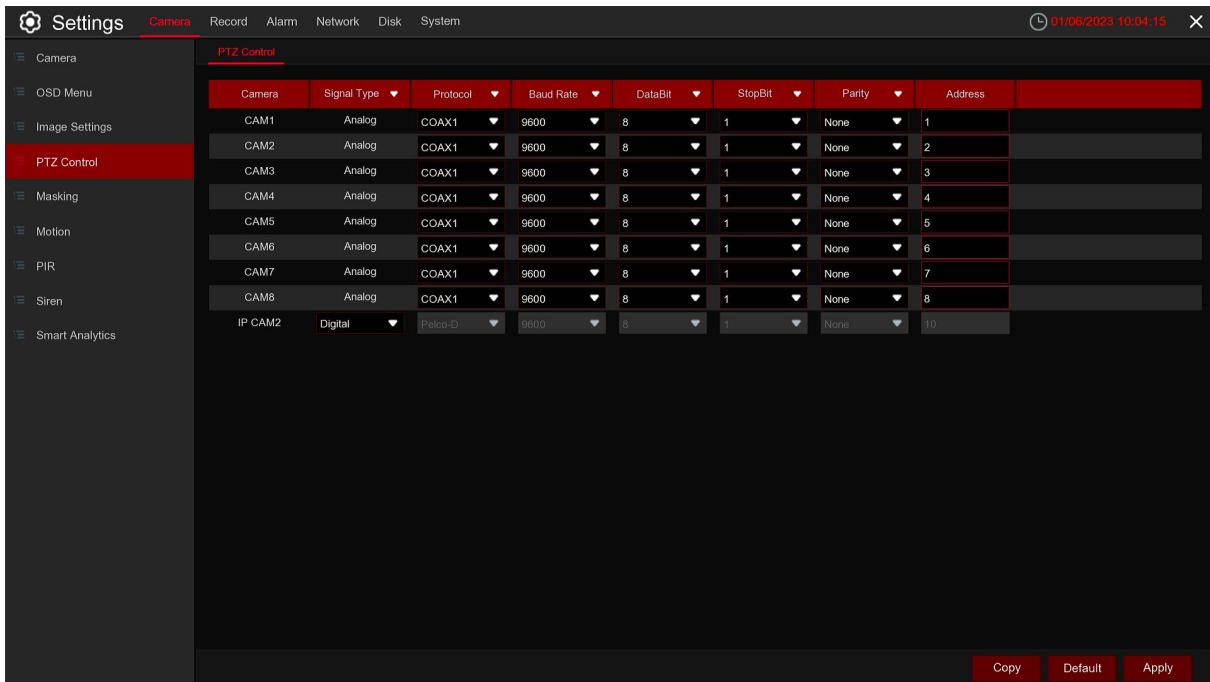 Settings Camera Record Alarm Network Disk System 01/06/2023 10:04:15
Camera
OSD Menu
Image Settings
PTZ Control
Masking
Motion
PIR
Siren
Smart Analytics
PTZ Control
Camera Signal Type Protocol Baud Rate DataBit StopBit Parity Address
CAM1 Analog COAX1 9600 8 1 None 1
CAM2 Analog COAX1 9600 8 1 None 2
CAM3 Analog COAX1 9600 8 1 None 3
CAM4 Analog COAX1 9600 8 1 None 4
CAM5 Analog COAX1 9600 8 1 None 5
CAM6 Analog COAX1 9600 8 1 None 6
CAM7 Analog COAX1 9600 8 1 None 7
CAM8 Analog COAX1 9600 8 1 None 8
IP CAM2 Digital Pelco-D 9600 8 1 None 10
Copy Default Apply